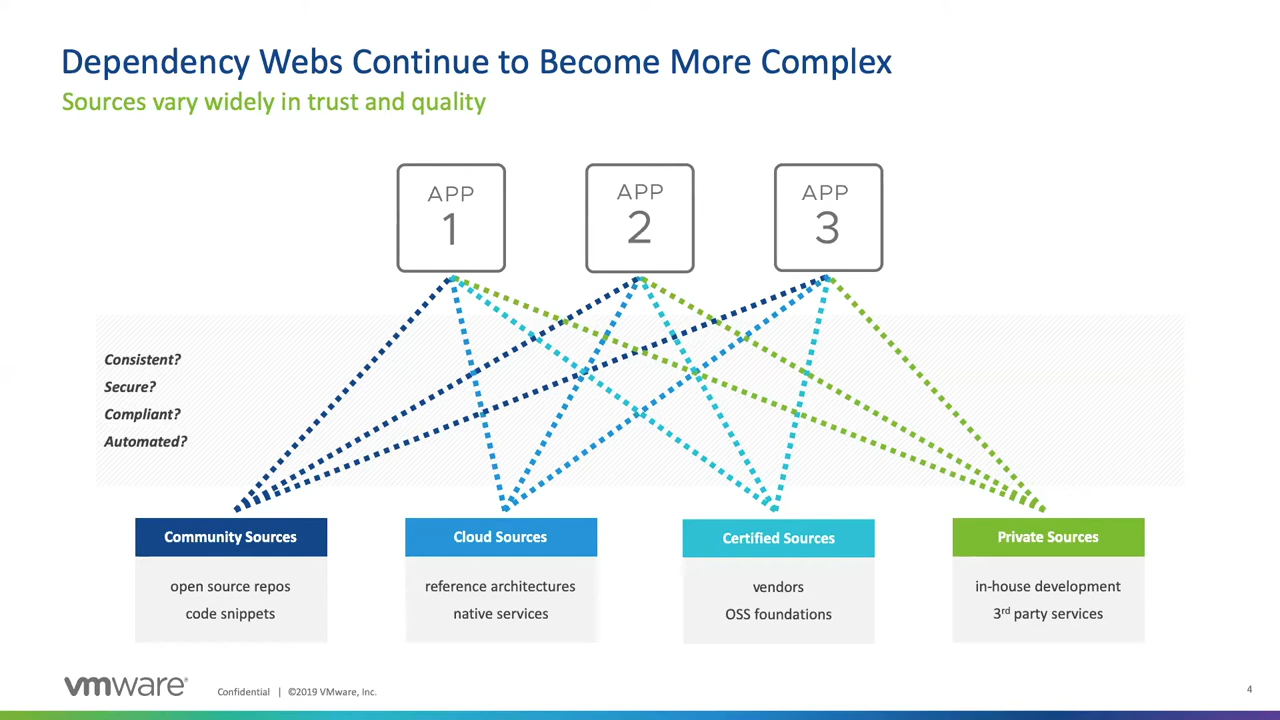 Dependency Webs Continue to Become More Complex
Sources vary widely in trust and quality
APP
1
APP
2
APP
3
Consistent?
Secure?
Compliant?
Automated?
Community Sources
open source repos
code snippets
Cloud Sources
reference architectures
native services
Certified Sources
vendors
OSS foundations
Private Sources
in-house development
3rd party services
vmware®
Confidential | ©2019 VMware, Inc.
4